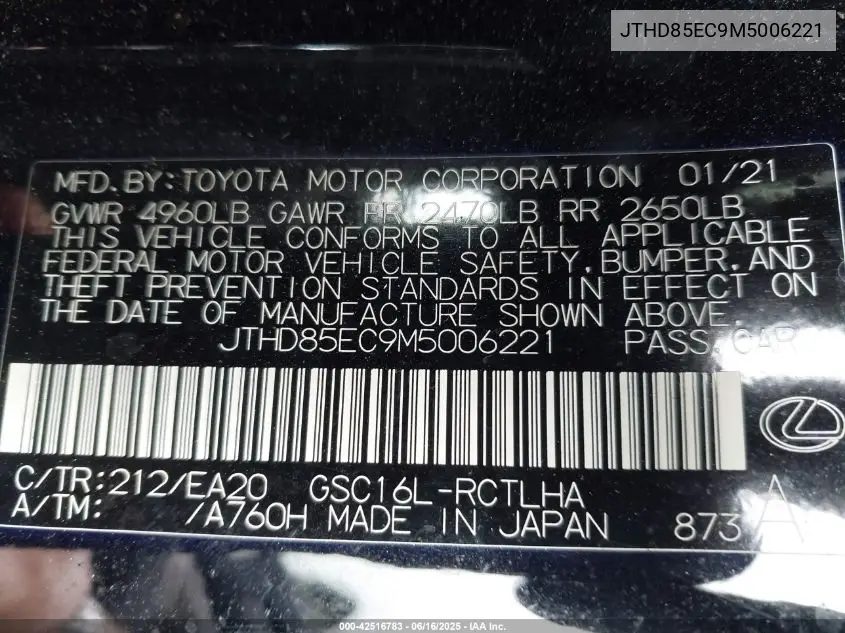 JTHD85EC9M5006221
MFD.BY:TOYOTA MOTOR CORPORATION 01/21
GVWR 4960LB GAWR FR 2470LB RR 2650LB
THIS VEHICLE CONFORMS TO ALL APPLICABLE
FEDERAL MOTOR VEHICLE SAFETY,BUMPER,AND
THEFT PREVENTION STANDARDS IN EFFECT ON
THE DATE OF MANUFACTURE SHOWN ABOVE.
JTHD85EC9M5006221 PASS.CAR
C/TR:212/EA20 GSC16L-RCTLHA
A/TM: /A760H MADE IN JAPAN 873 A
000-42516783 - 06/16/2025 - IAA Inc.